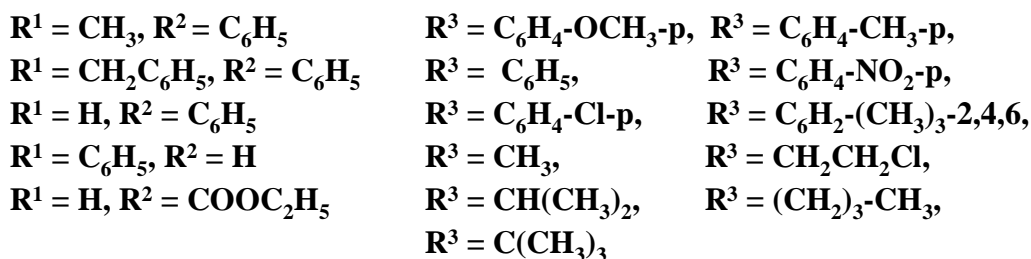 R¹ = CH₃, R² = C₆H₅ R³ = C₆H₄-OCH₃-p, R³ = C₆H₄-CH₃-p,
R¹ = CH₂C₆H₅, R² = C₆H₅ R³ = C₆H₅, R³ = C₆H₄-NO₂-p,
R¹ = H, R² = C₆H₅ R³ = C₆H₄-Cl-p, R³ = C₆H₂-(CH₃)₃-2,4,6,
R¹ = C₆H₅, R² = H R³ = CH₃, R³ = CH₂CH₂Cl,
R¹ = H, R² = COOC₂H₅ R³ = CH(CH₃)₂, R³ = (CH₂)₃-CH₃,
R³ = C(CH₃)₃